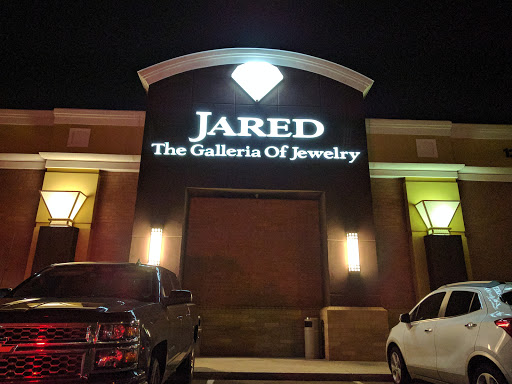 JARED
The Galleria Of Jewelry